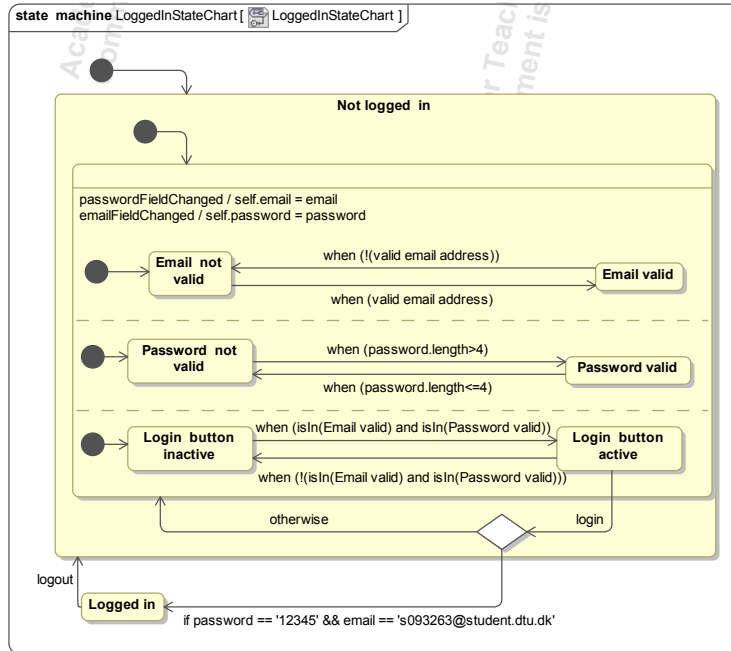 state machine LoggedInStateChart [ LoggedInStateChart ]
Not logged in
passwordFieldChanged / self.email = email
emailFieldChanged / self.password = password
when (!(valid email address))
Email not
valid
Email valid
when (valid email address)
Password not
valid
when (password.length>4)
Password valid
when (password.length<=4)
when (isIn(Email valid) and isIn(Password valid))
Login button
inactive
Login button
active
when (!(isIn(Email valid) and isIn(Password valid)))
otherwise
login
logout
Logged in
if password == '12345' && email == 's093263@student.dtu.dk'